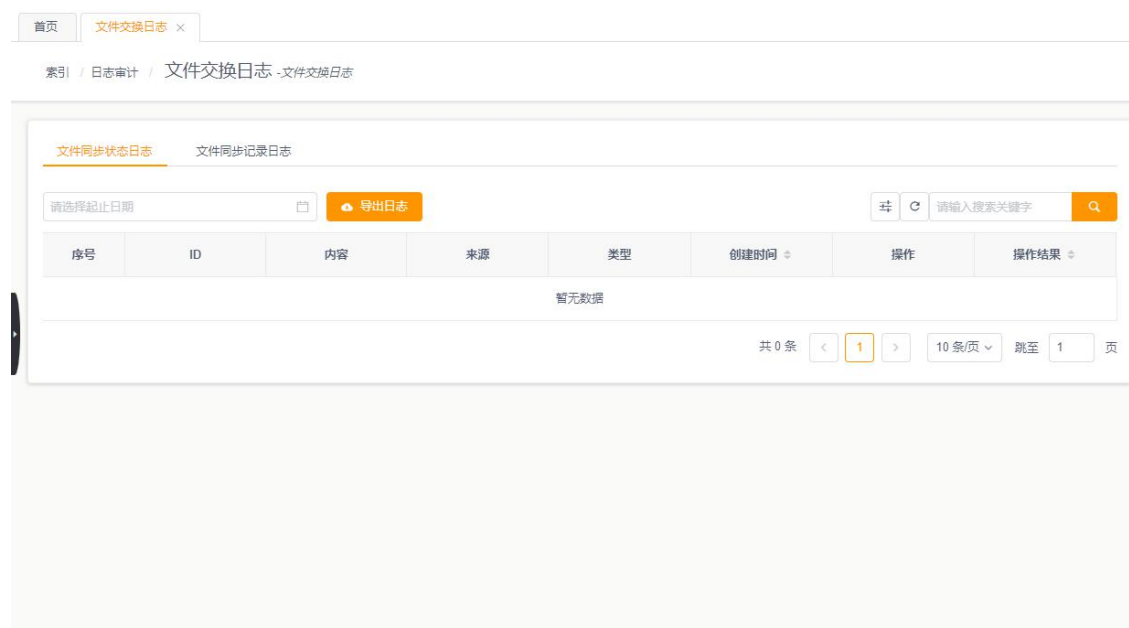 首页 文件交换日志 ×
索引 / 日志审计 / 文件交换日志 -文件交换日志
文件同步状态日志 文件同步记录日志
请选择起止日期 导出日志 请输入搜索关键字
序号 ID 内容 来源 类型 创建时间 操作 操作结果
暂无数据
共 0 条 < 1 > 10 条/页 跳至 1 页